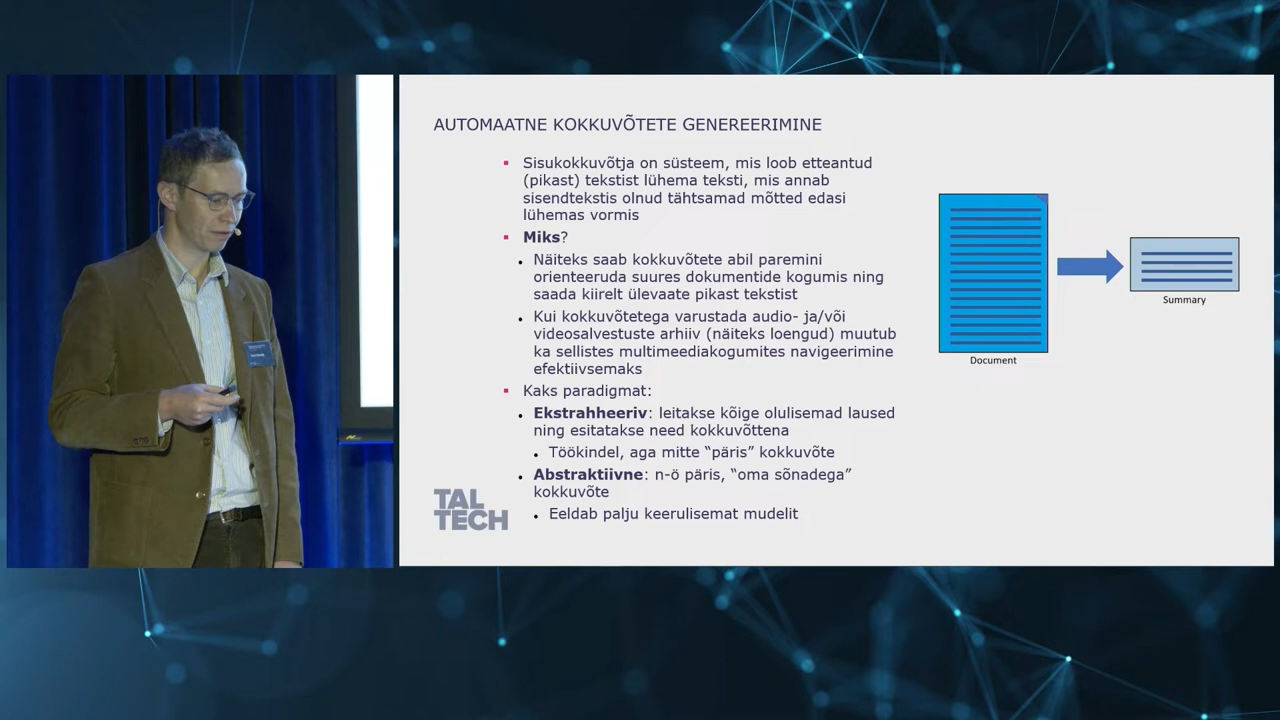 AUTOMAATNE KOKKUVÕTETE GENEREERIMINE
Sisukokkuvõtja on süsteem, mis loob etteantud
(pikast) tekstist lühema teksti, mis annab
sisendtekstis olnud tähtsamad mõtted edasi
lühemas vormis
Miks?
Näiteks saab kokkuvõtete abil paremini
orienteeruda suures dokumentide kogumis ning
saada kiirelt ülevaate pikast tekstist
Kui kokkuvõtetega varustada audio- ja/või
videosalvestuste arhiiv (näiteks loengud) muutub
ka sellistes multimeediakogumites navigeerimine
efektiivsemaks
Kaks paradigmat:
Ekstrahheeriv: leitakse kõige olulisemad laused
ning esitatakse need kokkuvõttena
Töökindel, aga mitte “päris” kokkuvõte
Abstraktiivne: n-ö päris, “oma sõnadega”
kokkuvõte
Eeldab palju keerulisemat mudelit
Document
Summary
TAL
TECH